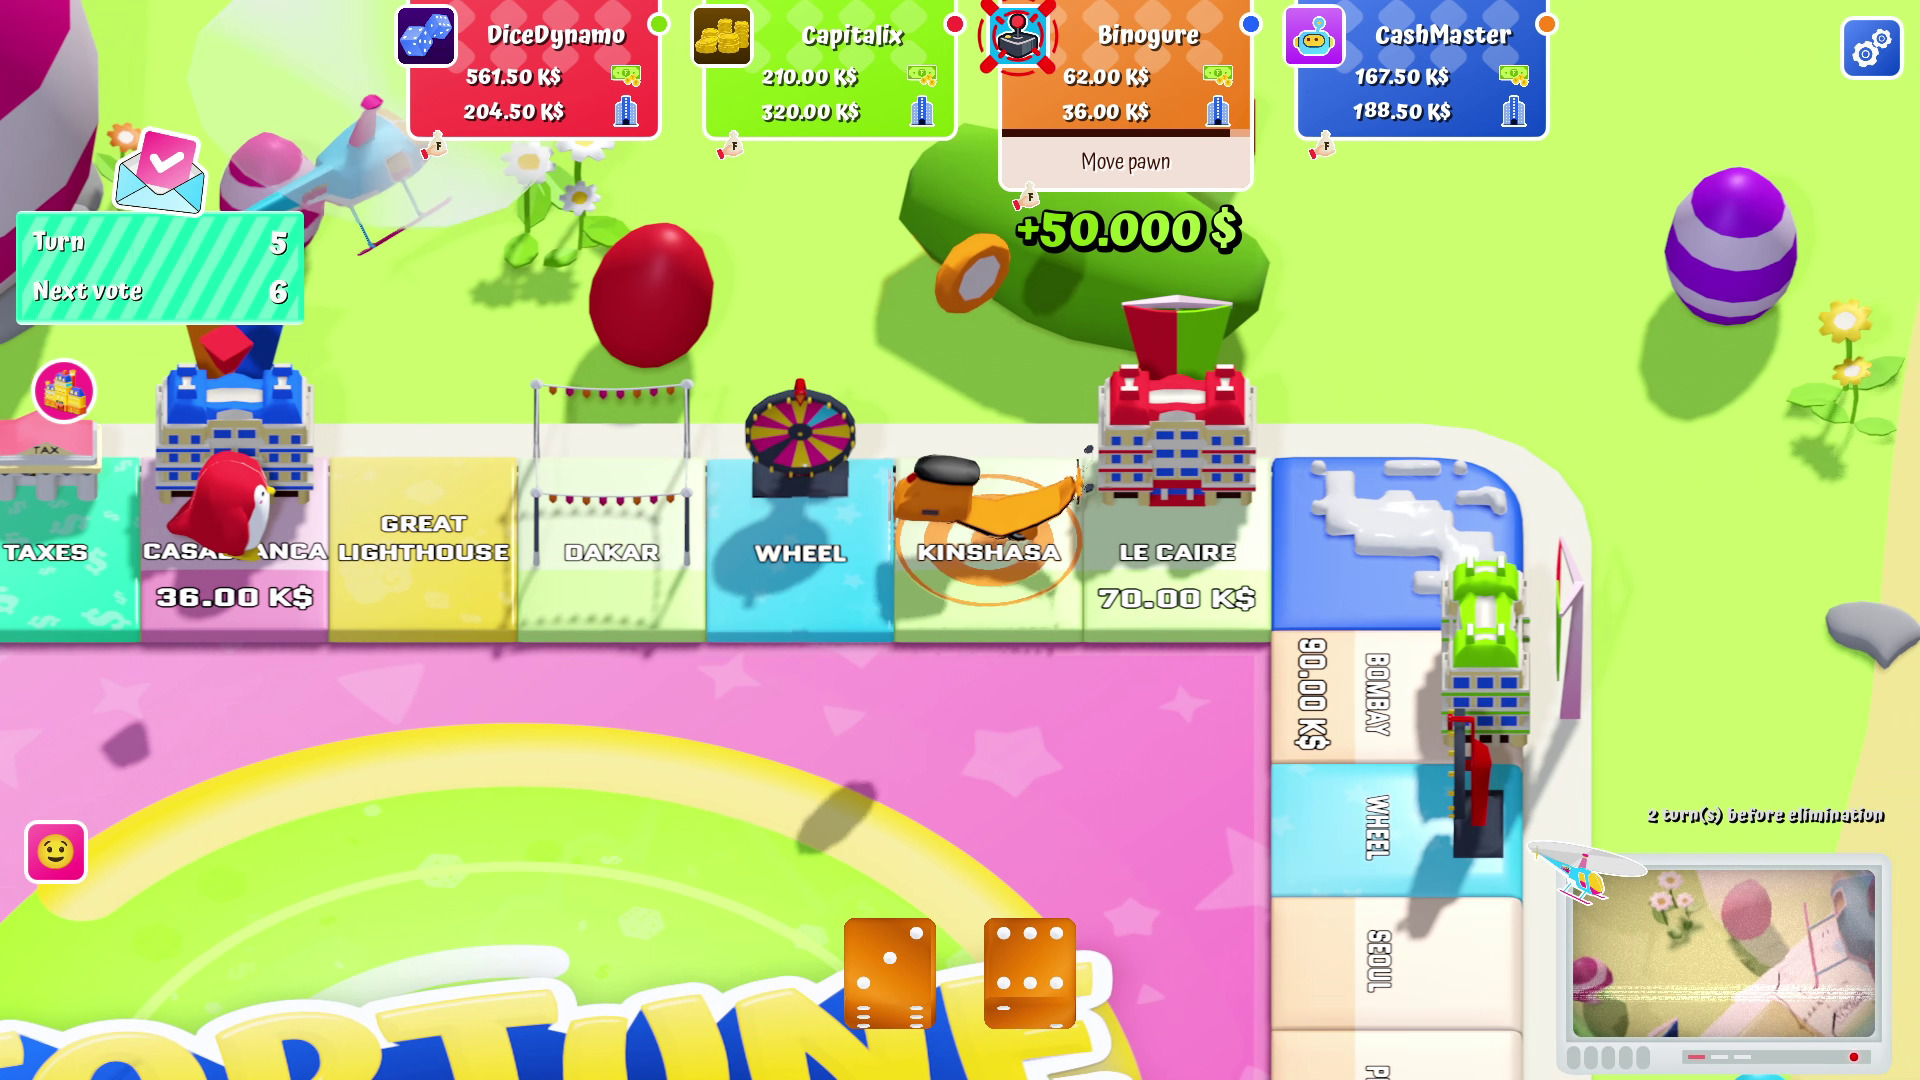 DiceDynamo
561.50 K$
204.50 K$
F
Capitalix
210.00 K$
320.00 K$
F
Binogure
62.00 K$
36.00 K$
Move pawn
F
+50.000 $
CashMaster
167.50 K$
188.50 K$
F
Turn 5
Next vote 6
TAX
TAXES
36.00 K$
GREAT
LIGHTHOUSE
DAKAR
WHEEL
KINSHASA
LE CAIRE
70.00 K$
BOMBAY
90.00 K$
WHEEL
SEOUL
2 turn(s) before elimination